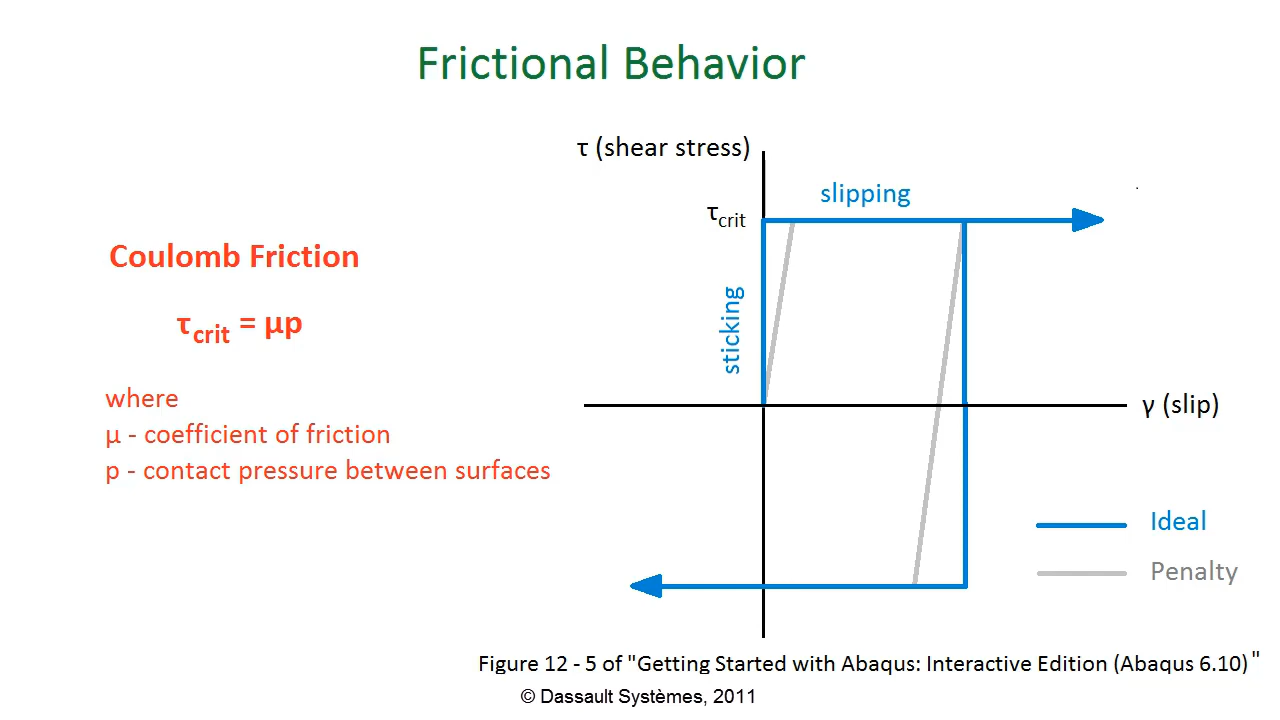 Frictional Behavior
τ (shear stress)
slipping
τcrit
sticking
γ (slip)
Coulomb Friction
τcrit = μp
where
μ - coefficient of friction
p - contact pressure between surfaces
Ideal
Penalty
Figure 12 - 5 of "Getting Started with Abaqus: Interactive Edition (Abaqus 6.10) "
© Dassault Systèmes, 2011